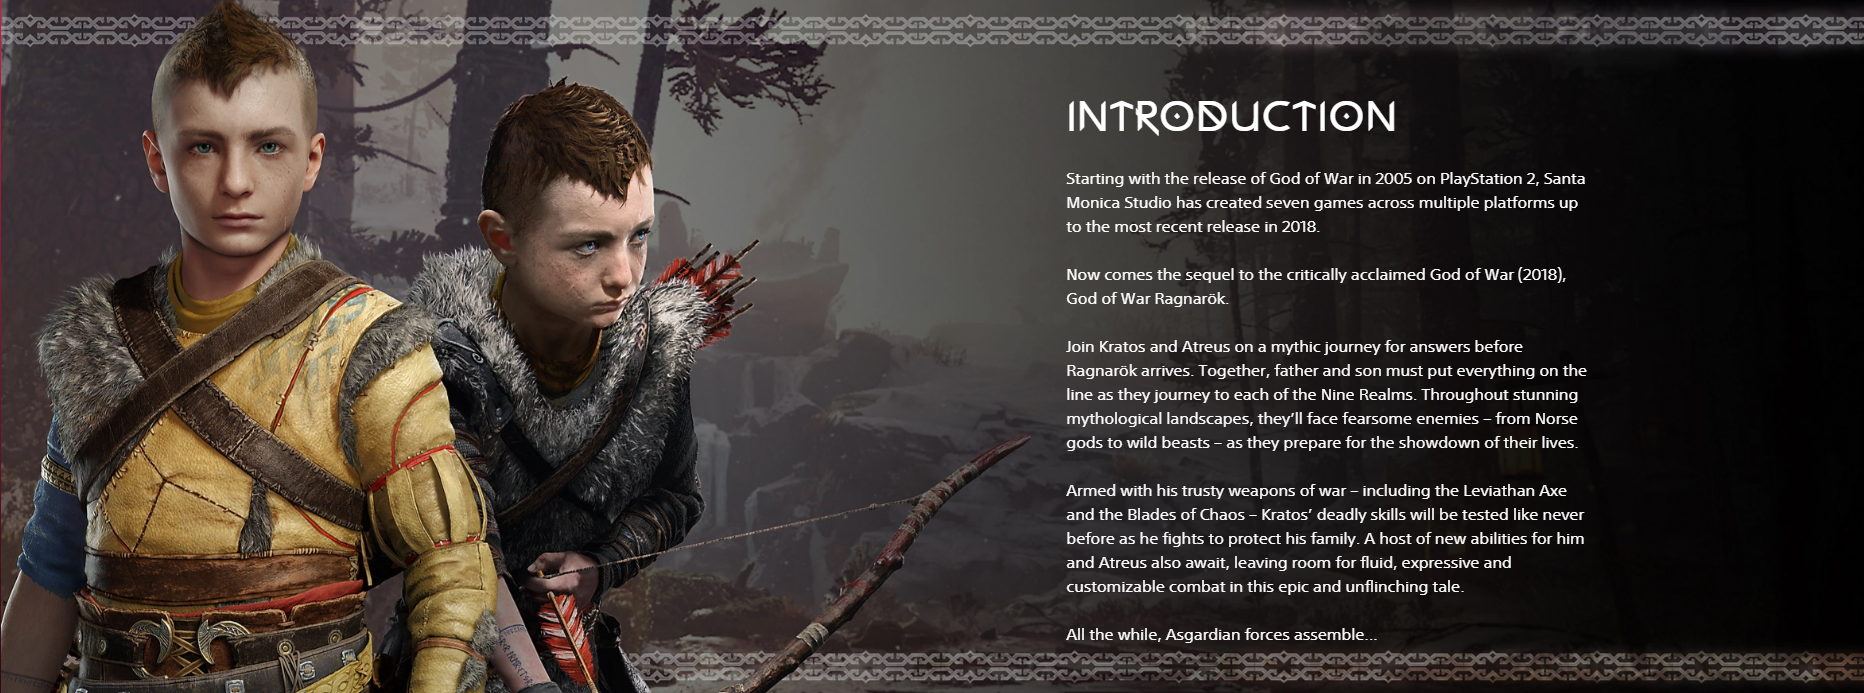 INTRODUCTION
Starting with the release of God of War in 2005 on PlayStation 2, Santa
Monica Studio has created seven games across multiple platforms up
to the most recent release in 2018.
Now comes the sequel to the critically acclaimed God of War (2018),
God of War Ragnarök.
Join Kratos and Atreus on a mythic journey for answers before
Ragnarök arrives. Together, father and son must put everything on the
line as they journey to each of the Nine Realms. Throughout stunning
mythological landscapes, they’ll face fearsome enemies – from Norse
gods to wild beasts – as they prepare for the showdown of their lives.
Armed with his trusty weapons of war – including the Leviathan Axe
and the Blades of Chaos – Kratos’ deadly skills will be tested like never
before as he fights to protect his family. A host of new abilities for him
and Atreus also await, leaving room for fluid, expressive and
customizable combat in this epic and unflinching tale.
All the while, Asgardian forces assemble...